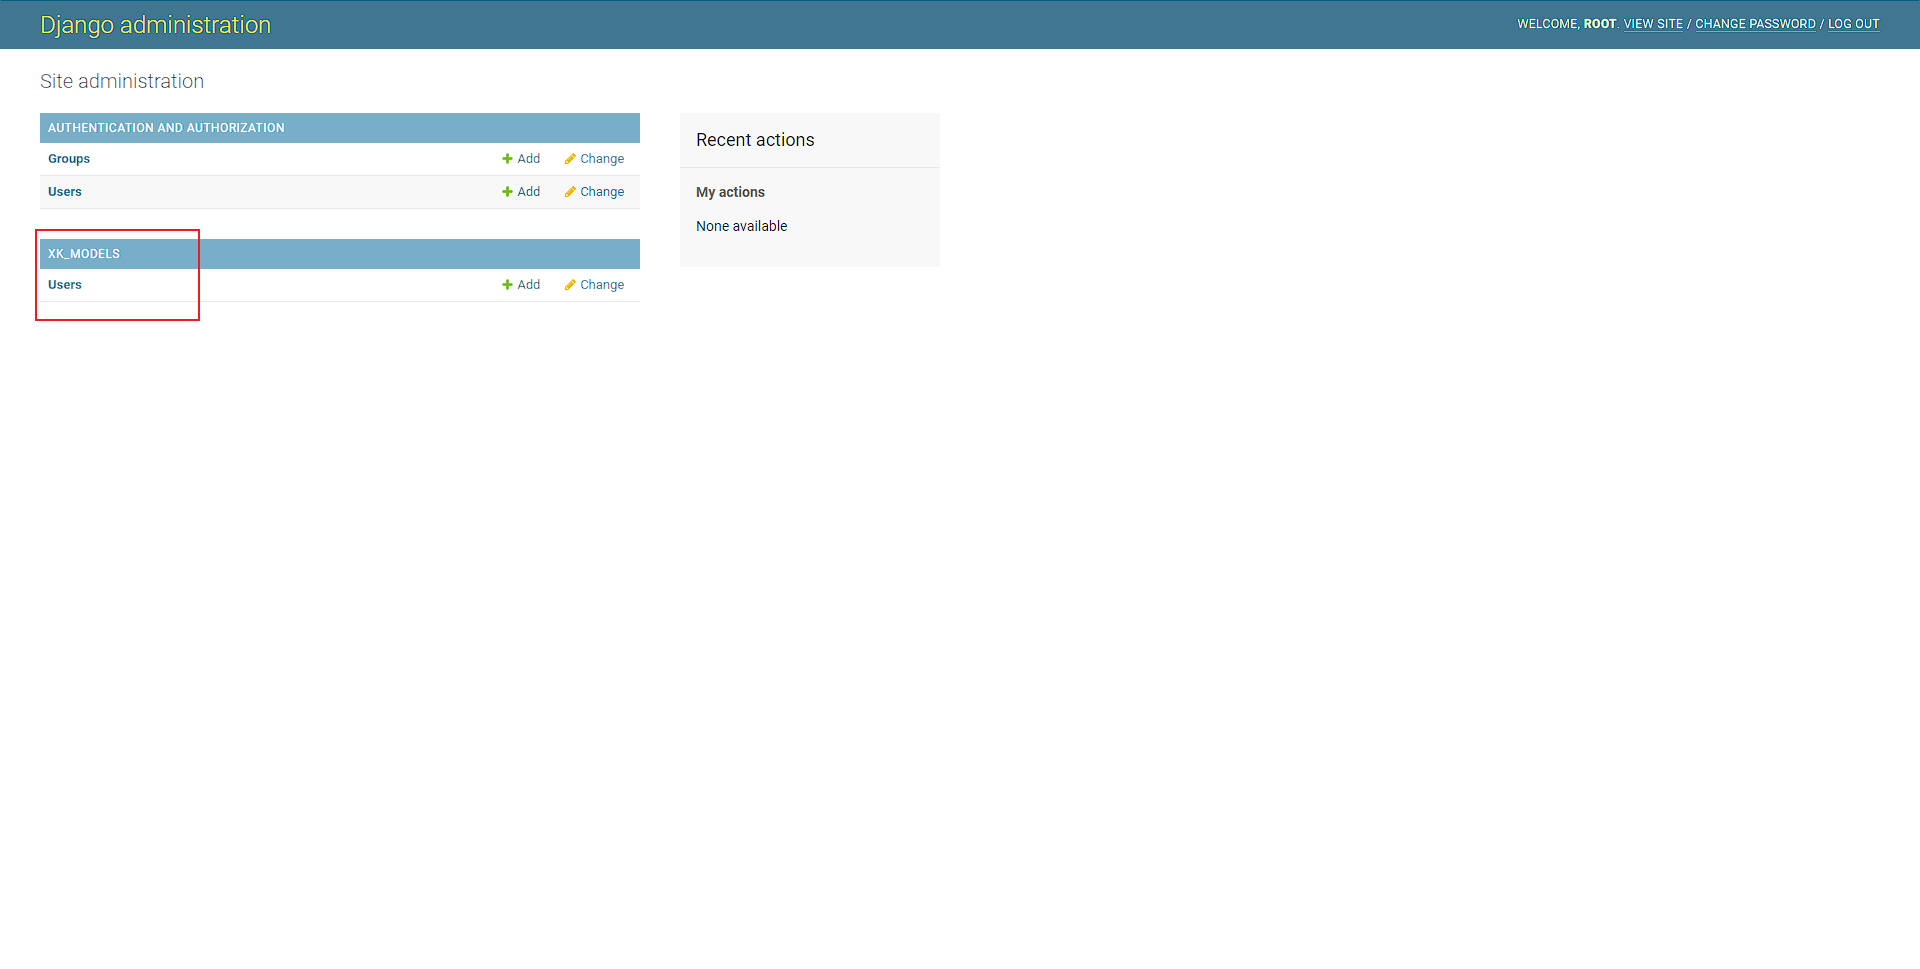 Django administration
WELCOME, ROOT. VIEW SITE / CHANGE PASSWORD / LOG OUT
Site administration
AUTHENTICATION AND AUTHORIZATION
Groups Add Change
Users Add Change
XK_MODELS
Users Add Change
Recent actions
My actions
None available